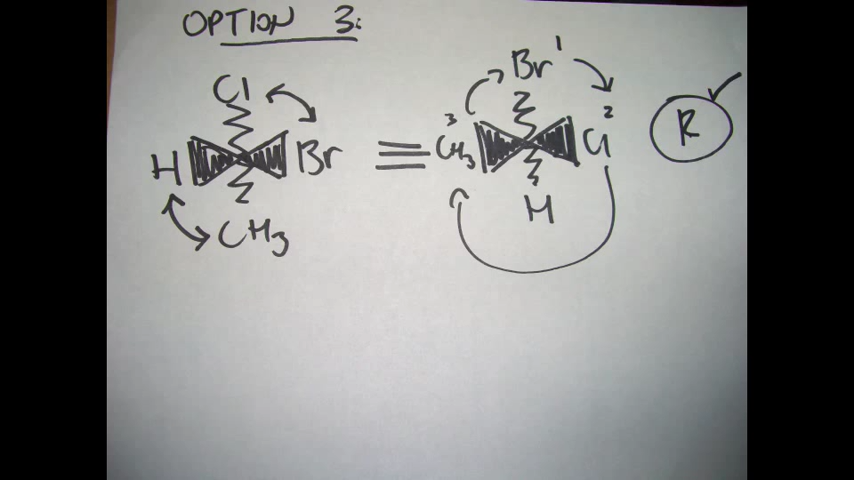 OPTION 3:
Cl
H Br
CH3
≡
Br 1
3 2
CH3 Cl
H
R